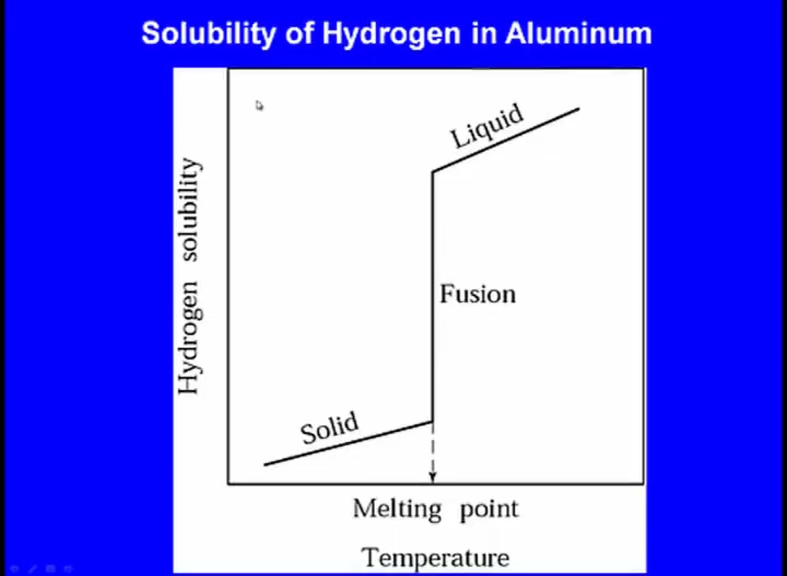 Solubility of Hydrogen in Aluminum
Hydrogen solubility
Liquid
Fusion
Solid
Melting point
Temperature